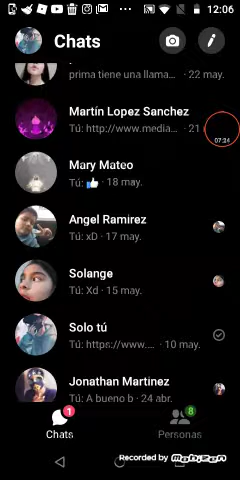 12:06
Chats
prima tiene una llama... · 22 may.
Martín Lopez Sanchez
Tú: http://www.media... · 21
07:24
Mary Mateo
Tú: 👍 · 18 may.
Angel Ramirez
Tú: xD · 17 may.
Solange
Tú: Xd · 15 may.
Solo tú
Tú: https://www.... · 10 may.
Jonathan Martinez
Tú: A bueno b · 24 abr.
1
8
Chats
Personas
Recorded by Mobizen